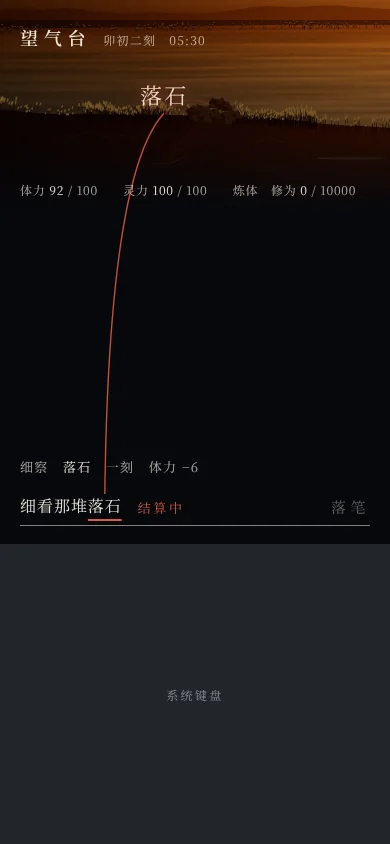 望气台 卯初二刻 05:30
落石
体力 92 / 100 灵力 100 / 100 炼体 修为 0 / 10000
细察 落石 一刻 体力 −6
细看那堆落石 结算中 落笔
系统键盘